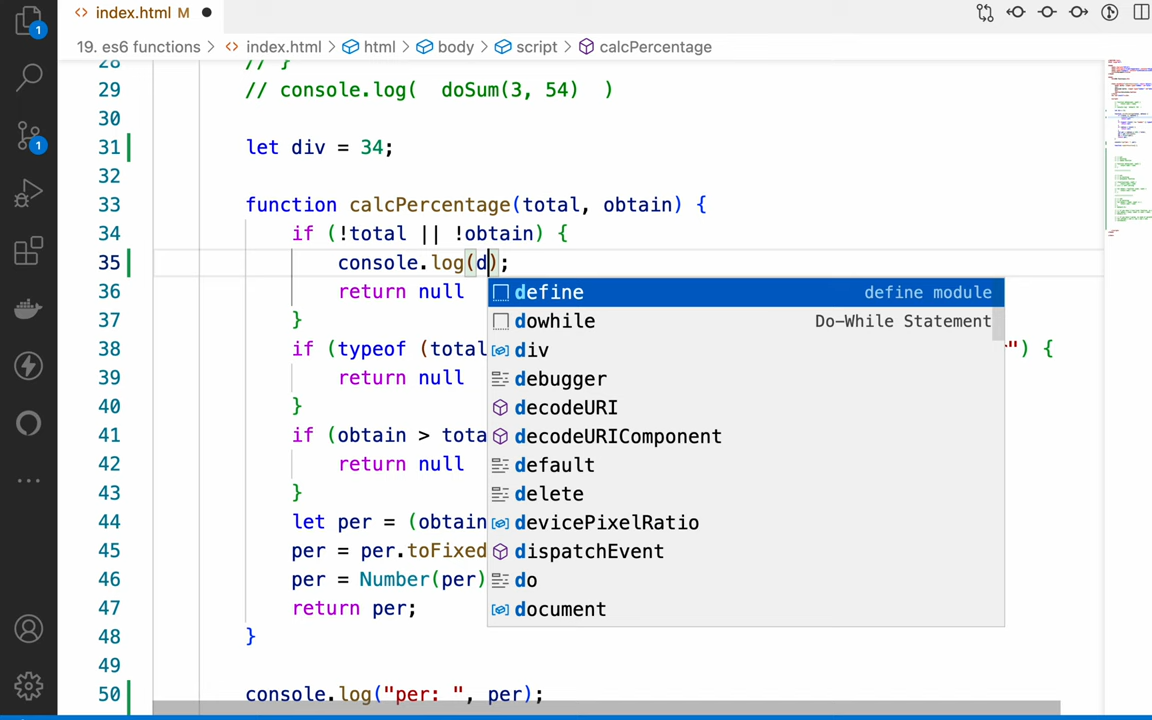 index.html M
19. es6 functions > index.html > html > body > script > calcPercentage
1
1
28 // }
29 // console.log(  doSum(3, 54)  )
30
31 let div = 34;
32
33 function calcPercentage(total, obtain) {
34 if (!total || !obtain) {
35 console.log(d);
36 return null
37 }
38 if (typeof (total ") {
39 return null
40 }
41 if (obtain > tota
42 return null
43 }
44 let per = (obtain
45 per = per.toFixed
46 per = Number(per)
47 return per;
48 }
49
50 console.log("per: ", per);
define define module
dowhile Do-While Statement
div
debugger
decodeURI
decodeURIComponent
default
delete
devicePixelRatio
dispatchEvent
do
document